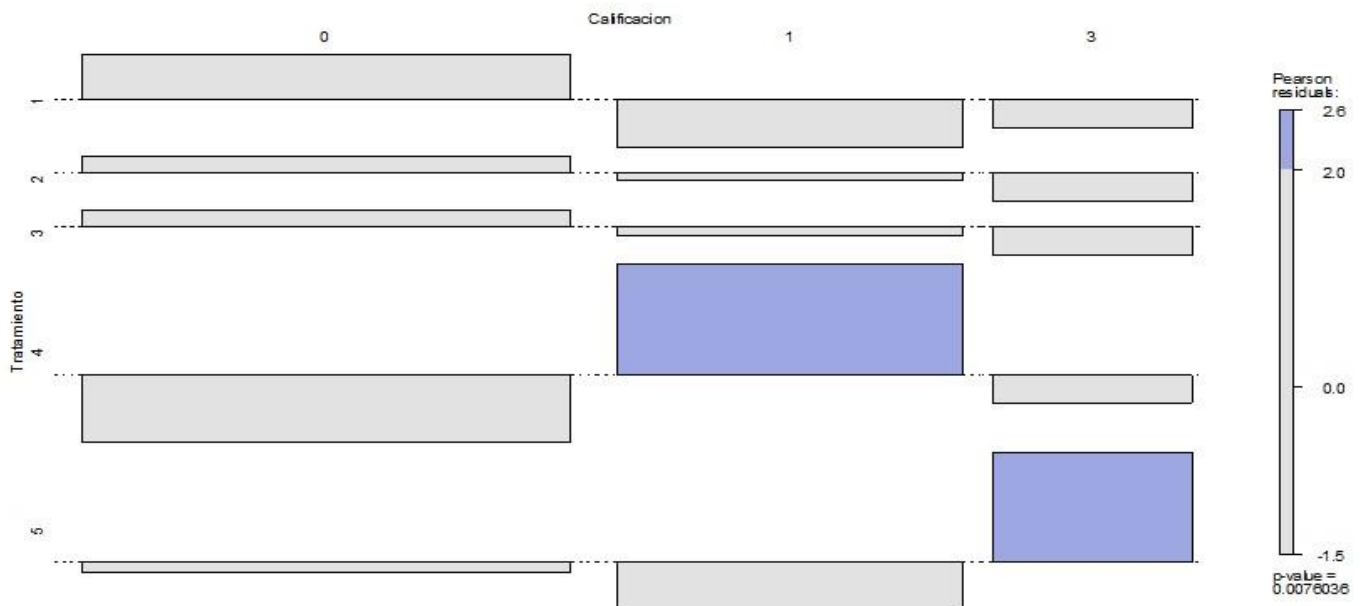 Calificacion
0 1 3
Tratamiento
1
2
3
4
5
Pearson
residuals:
2.6
2.0
0.0
-1.5
p-value =
0.0076036